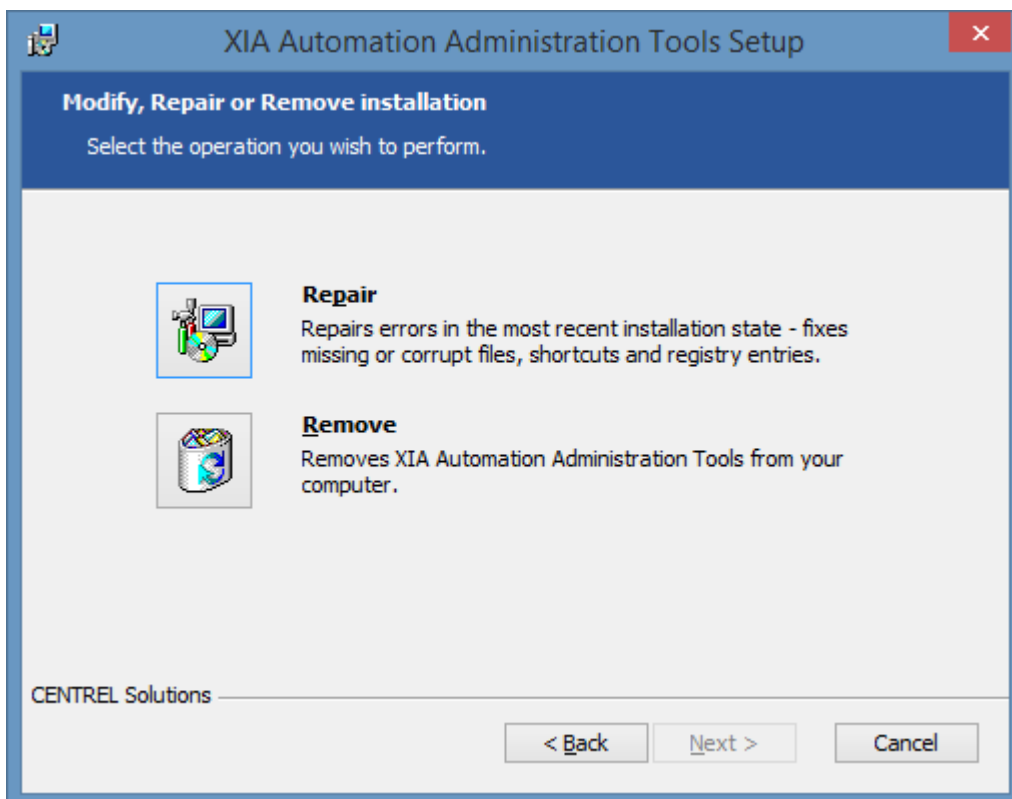 XIA Automation Administration Tools Setup
Modify, Repair or Remove installation
Select the operation you wish to perform.
Repair
Repairs errors in the most recent installation state - fixes
missing or corrupt files, shortcuts and registry entries.
Remove
Removes XIA Automation Administration Tools from your
computer.
CENTREL Solutions
< Back
Next >
Cancel